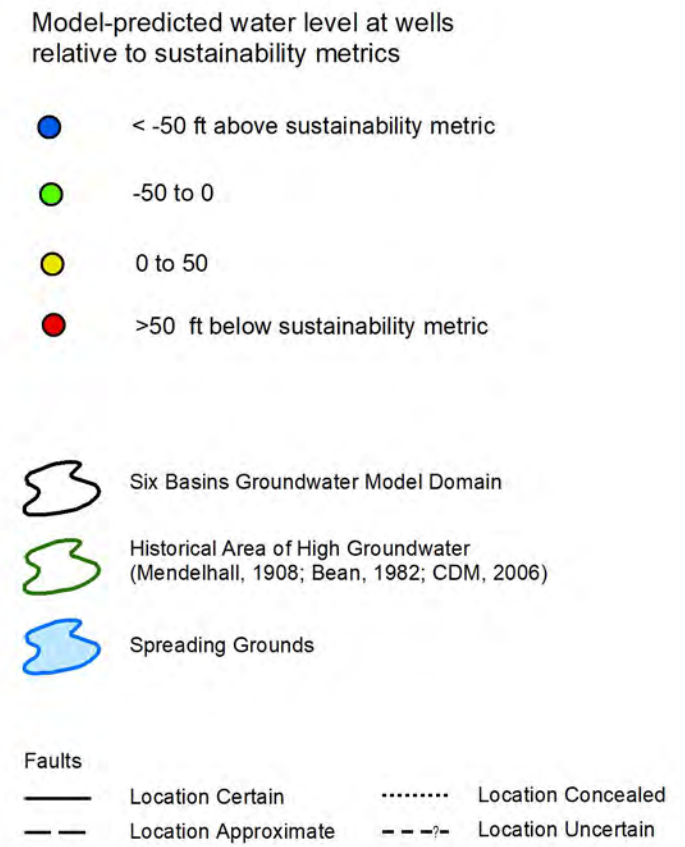 Model-predicted water level at wells
relative to sustainability metrics
< -50 ft above sustainability metric
-50 to 0
0 to 50
>50 ft below sustainability metric
Six Basins Groundwater Model Domain
Historical Area of High Groundwater
(Mendelhall, 1908; Bean, 1982; CDM, 2006)
Spreading Grounds
Faults
Location Certain
Location Concealed
Location Approximate
?
Location Uncertain